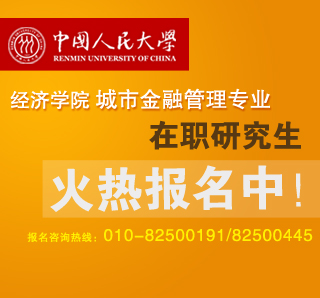 中国人民大学
RENMIN UNIVERSITY OF CHINA
经济学院 城市金融管理专业
在职研究生
火热报名中!
报名咨询热线：010-82500191/82500445